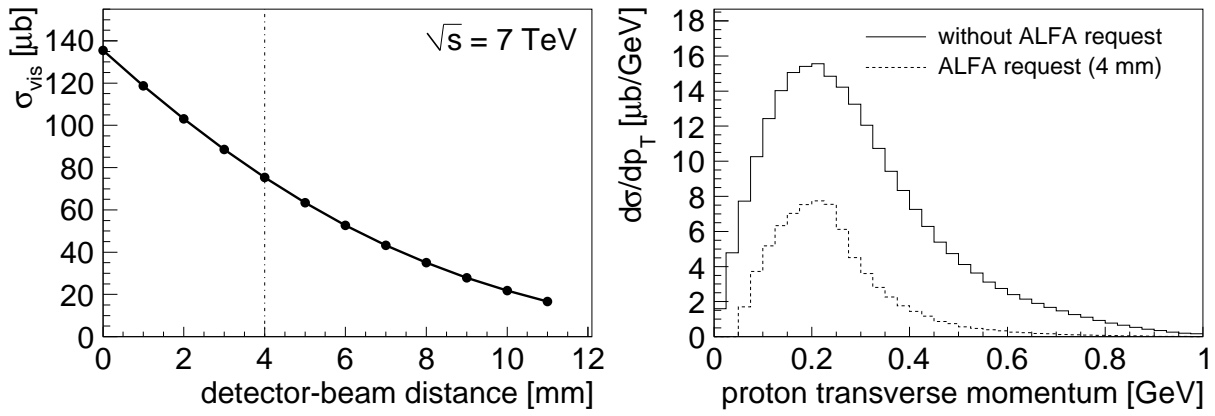 √s = 7 TeV
σvis [μb]
140
120
100
80
60
40
20
0
0 2 4 6 8 10 12
detector-beam distance [mm]
without ALFA request
ALFA request (4 mm)
dσ/dpT [μb/GeV]
18
16
14
12
10
8
6
4
2
0
0 0.2 0.4 0.6 0.8 1
proton transverse momentum [GeV]